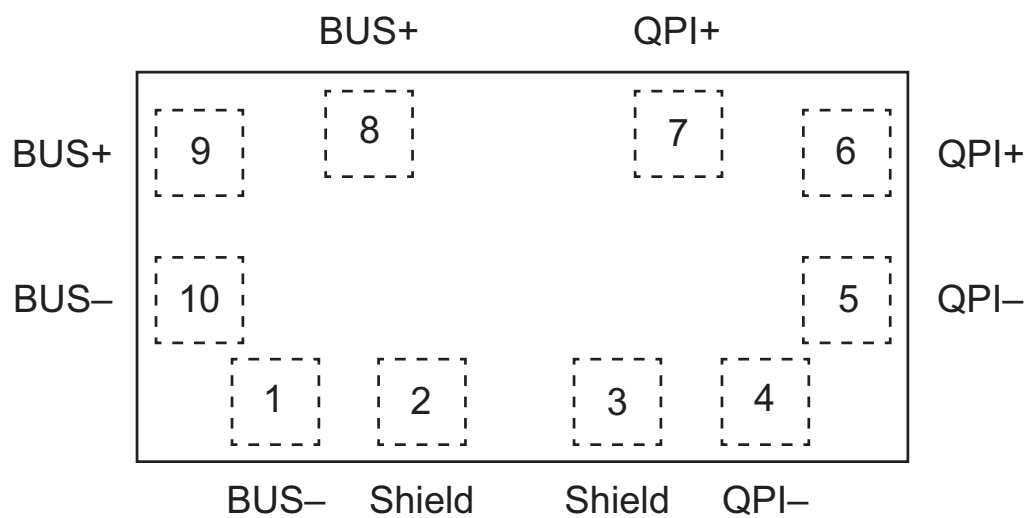 BUS+ QPI+
8 7
BUS+ 9 6 QPI+
BUS– 10 5 QPI–
1 2 3 4
BUS– Shield Shield QPI–